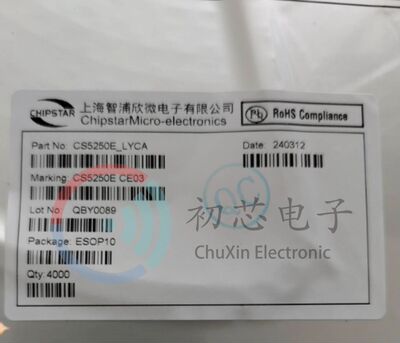 CHIPSTAR
上海智浦欣微电子有限公司
ChipstarMicro-electronics
Pb RoHS Compliance
Part No: CS5250E_LYCA
Date: 240312
Marking: CS5250E CE03
Lot No: QBY0089
Package: ESOP10
Qty: 4000
QC
初芯电子
ChuXin Electronic